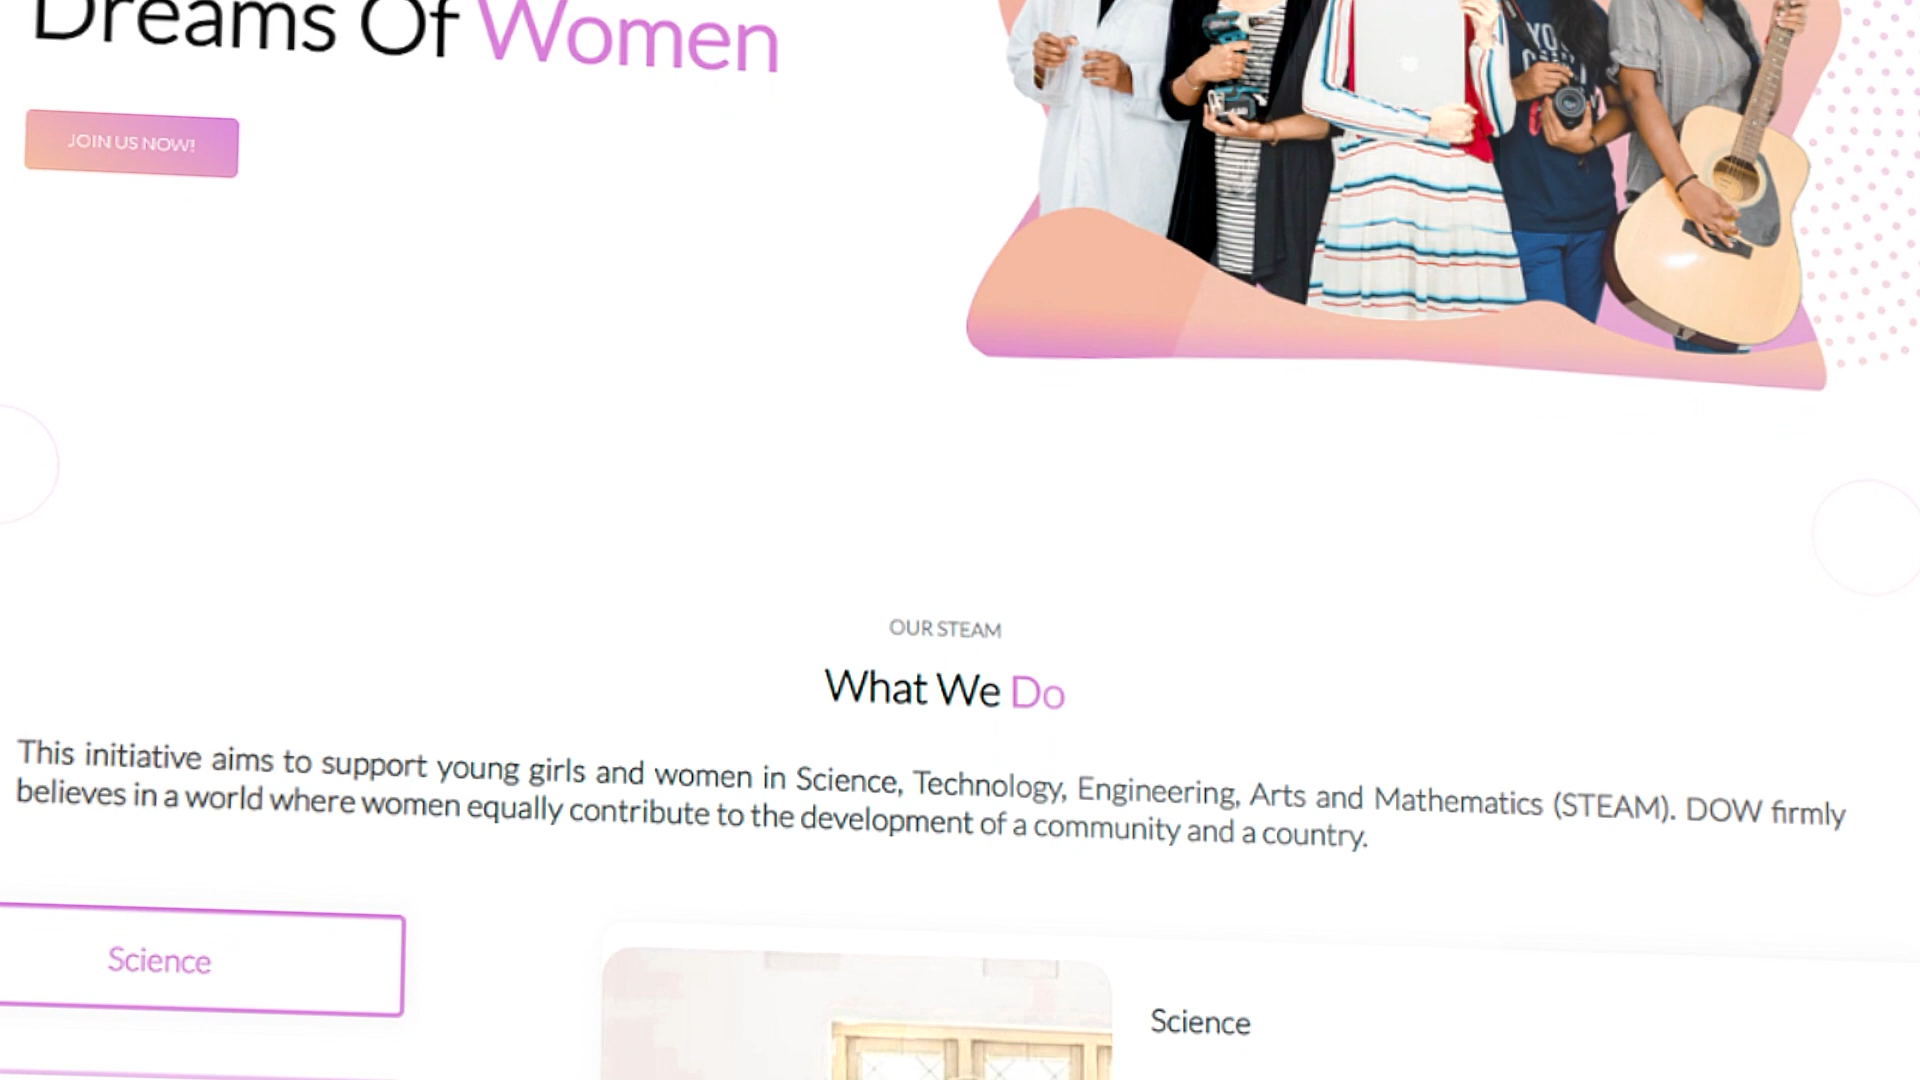 Dreams Of Women
JOIN US NOW!
OUR STEAM
What We Do
This initiative aims to support young girls and women in Science, Technology, Engineering, Arts and Mathematics (STEAM). DOW firmly
believes in a world where women equally contribute to the development of a community and a country.
Science
Science